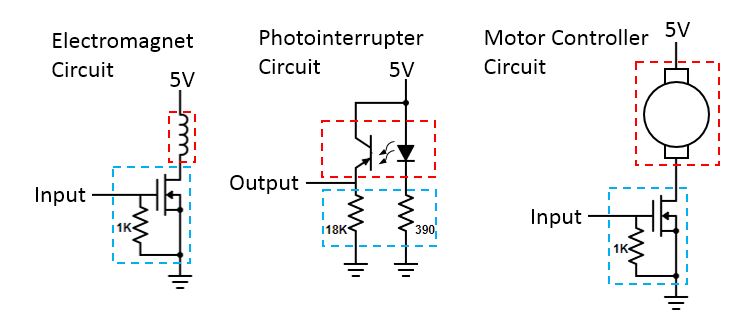 Electromagnet
Circuit
5V
Input
1K
Photointerrupter
Circuit
5V
Output
18K
390
Motor Controller
Circuit
5V
Input
1K